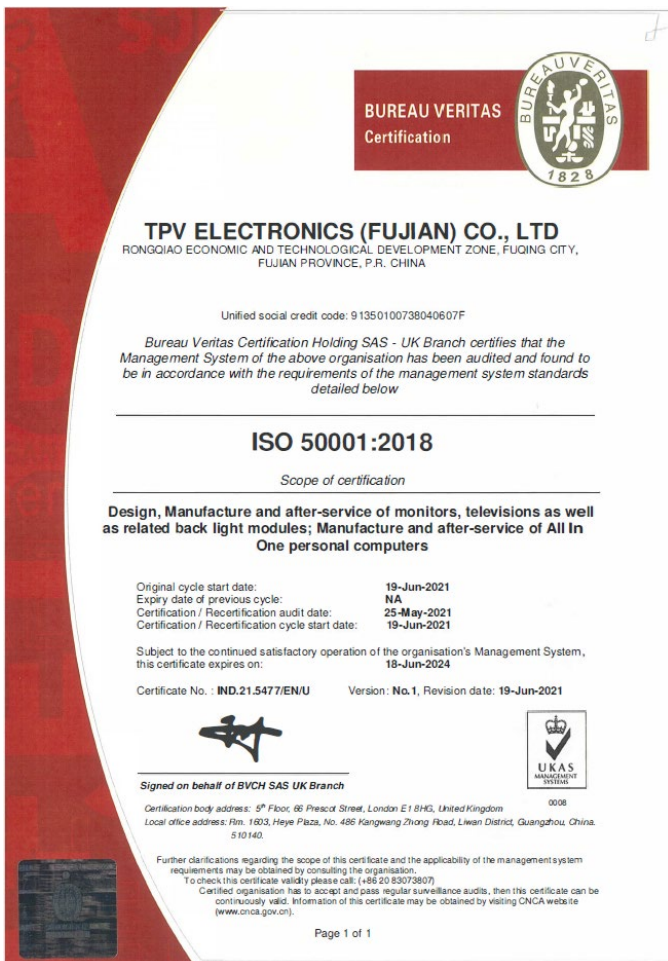 BUREAU VERITAS
Certification
BUREAU VERITAS
1828
TPV ELECTRONICS (FUJIAN) CO., LTD
RONGQIAO ECONOMIC AND TECHNOLOGICAL DEVELOPMENT ZONE, FUQING CITY,
FUJIAN PROVINCE, P.R. CHINA
Unified social credit code: 91350100738040607F
Bureau Veritas Certification Holding SAS - UK Branch certifies that the
Management System of the above organisation has been audited and found to
be in accordance with the requirements of the management system standards
detailed below
ISO 50001:2018
Scope of certification
Design, Manufacture and after-service of monitors, televisions as well
as related back light modules; Manufacture and after-service of All In
One personal computers
Original cycle start date: 19-Jun-2021
Expiry date of previous cycle: NA
Certification / Recertification audit date: 25-May-2021
Certification / Recertification cycle start date: 19-Jun-2021
Subject to the continued satisfactory operation of the organisation's Management System,
this certificate expires on: 18-Jun-2024
Certificate No. : IND.21.5477/EN/U Version : No.1, Revision date: 19-Jun-2021
UKAS
MANAGEMENT
SYSTEMS
0008
Signed on behalf of BVCH SAS UK Branch
Certification body address: 5th Floor, 66 Prescot Street, London E1 8HG, United Kingdom
Local office address: Rm. 1603, Heye Plaza, No. 486 Kangwang Zhong Road, Liwan District, Guangzhou, China.
510140.
Further clarifications regarding the scope of this certificate and the applicability of the management system
requirements may be obtained by consulting the organisation.
To check this certificate validity please call: (+86 20 83073807)
Certified organisation has to accept and pass regular surveillance audits, then this certificate can be
continuously valid. Information of this certificate may be obtained by visiting CNCA website
(www.cnca.gov.cn).
Page 1 of 1